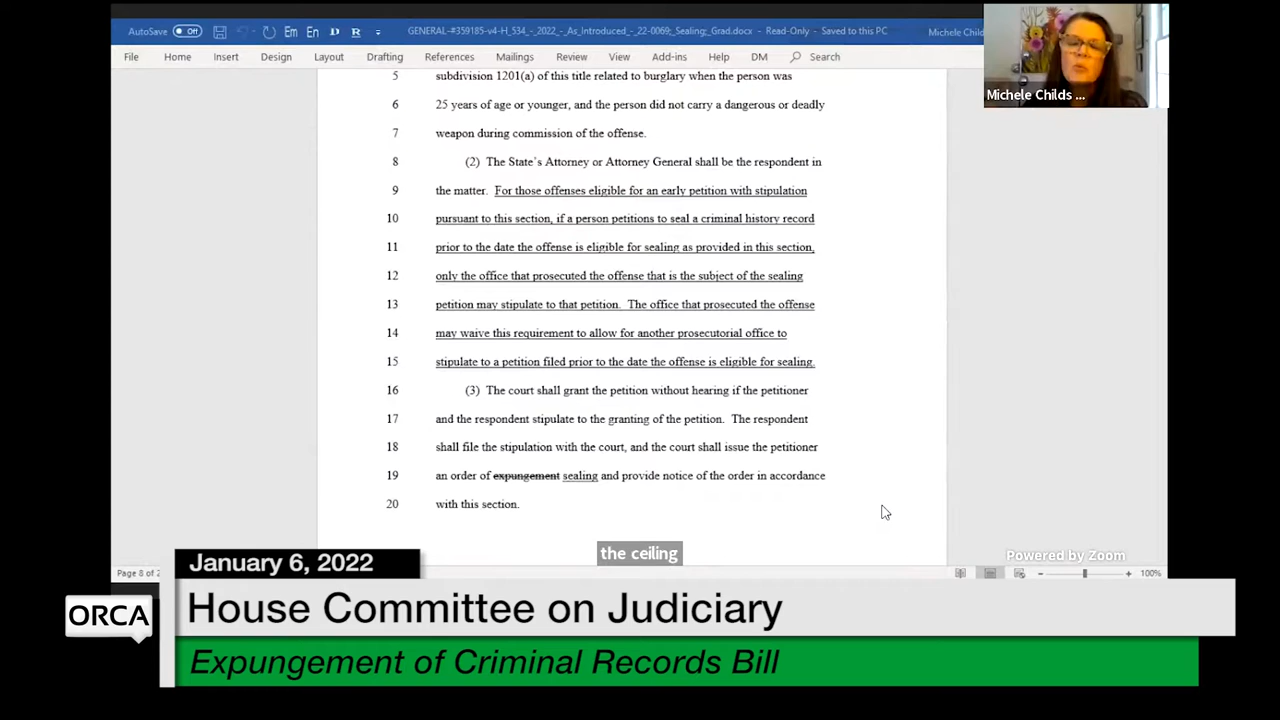 AutoSave Off Em En D R GENERAL-#359185-v4-H_534_-_2022_-_As_Introduced_-_22-0069;_Sealing;_Grad.docx - Read-Only - Saved to this PC Michele Chil
File Home Insert Design Layout Drafting References Mailings Review View Add-ins Help DM Search
Michele Childs ...
5 subdivision 1201(a) of this title related to burglary when the person was
6 25 years of age or younger, and the person did not carry a dangerous or deadly
7 weapon during commission of the offense.
8 (2) The State's Attorney or Attorney General shall be the respondent in
9 the matter. For those offenses eligible for an early petition with stipulation
10 pursuant to this section, if a person petitions to seal a criminal history record
11 prior to the date the offense is eligible for sealing as provided in this section,
12 only the office that prosecuted the offense that is the subject of the sealing
13 petition may stipulate to that petition. The office that prosecuted the offense
14 may waive this requirement to allow for another prosecutorial office to
15 stipulate to a petition filed prior to the date the offense is eligible for sealing.
16 (3) The court shall grant the petition without hearing if the petitioner
17 and the respondent stipulate to the granting of the petition. The respondent
18 shall file the stipulation with the court, and the court shall issue the petitioner
19 an order of expungement sealing and provide notice of the order in accordance
20 with this section.
the ceiling
Powered by Zoom
Page 8 of 2 100%
January 6, 2022
ORCA
House Committee on Judiciary
Expungement of Criminal Records Bill